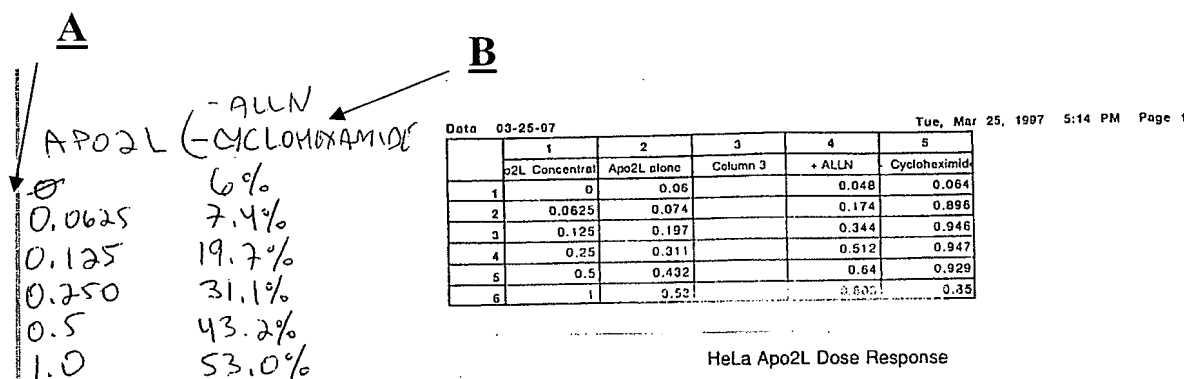 A
B
- ALLN
APO2L (-CYCLOHOXAMIDE
0 6%
0.0625 7.4%
0.125 19.7%
0.250 31.1%
0.5 43.2%
1.0 53.0%
Data 03-25-07 Tue, Mar 25, 1997 5:14 PM Page 1
1 2 3 4 5
o2L Concentrat Apo2L alone Column 3 + ALLN Cycloheximide
1 0 0.06 0.048 0.064
2 0.0625 0.074 0.174 0.896
3 0.125 0.197 0.344 0.946
4 0.25 0.311 0.512 0.947
5 0.5 0.432 0.64 0.929
6 1 0.53 0.85
HeLa Apo2L Dose Response